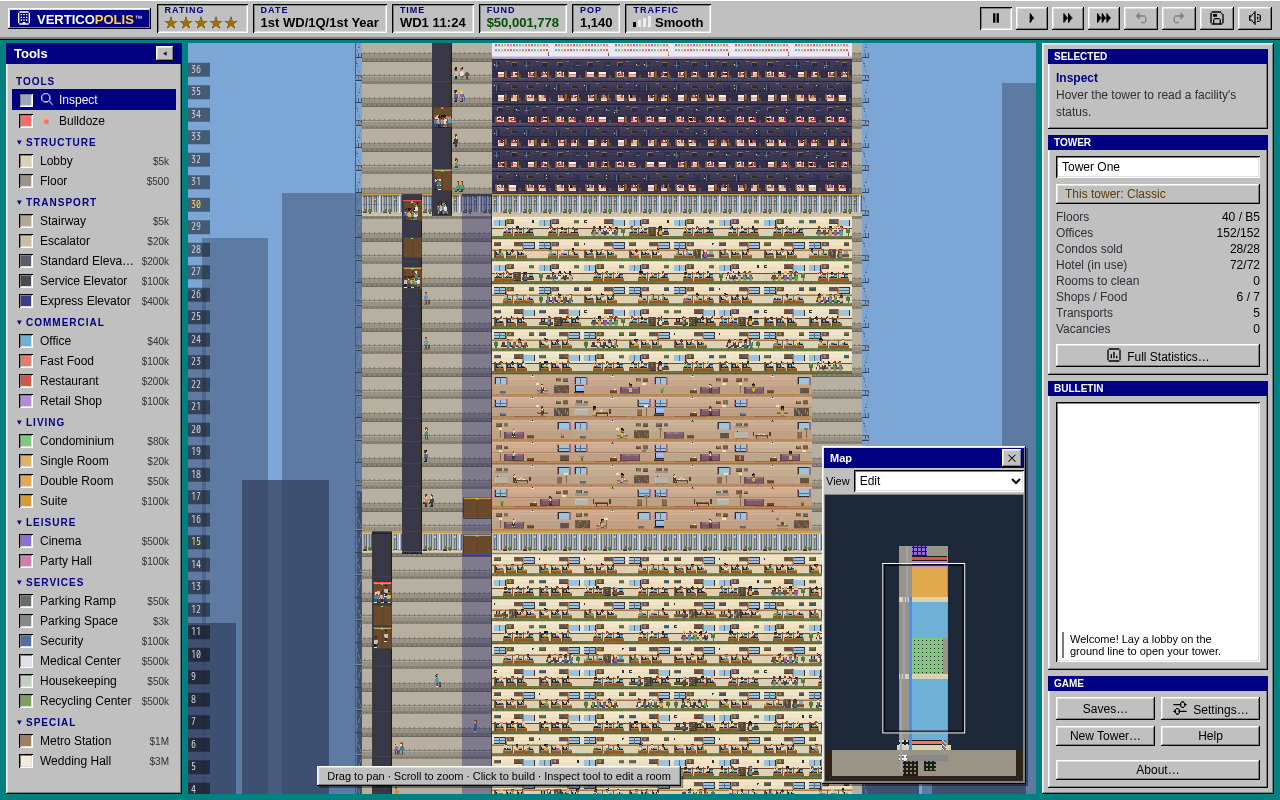 VERTICOPOLIS™
RATING
DATE
1st WD/1Q/1st Year
TIME
WD1 11:24
FUND
$50,001,778
POP
1,140
TRAFFIC
Smooth
Tools
TOOLS
Inspect
Bulldoze
STRUCTURE
Lobby $5k
Floor $500
TRANSPORT
Stairway $5k
Escalator $20k
Standard Eleva… $200k
Service Elevator $100k
Express Elevator $400k
COMMERCIAL
Office $40k
Fast Food $100k
Restaurant $200k
Retail Shop $100k
LIVING
Condominium $80k
Single Room $20k
Double Room $50k
Suite $100k
LEISURE
Cinema $500k
Party Hall $100k
SERVICES
Parking Ramp $50k
Parking Space $3k
Security $100k
Medical Center $500k
Housekeeping $50k
Recycling Center $500k
SPECIAL
Metro Station $1M
Wedding Hall $3M
36
35
34
33
32
31
30
29
28
27
26
25
24
23
22
21
20
19
18
17
16
15
14
13
12
11
10
9
8
7
6
5
4
Drag to pan · Scroll to zoom · Click to build · Inspect tool to edit a room
Map
View Edit
SELECTED
Inspect
Hover the tower to read a facility's
status.
TOWER
Tower One
This tower: Classic
Floors 40 / B5
Offices 152/152
Condos sold 28/28
Hotel (in use) 72/72
Rooms to clean 0
Shops / Food 6 / 7
Transports 5
Vacancies 0
Full Statistics…
BULLETIN
Welcome! Lay a lobby on the
ground line to open your tower.
GAME
Saves… Settings…
New Tower… Help
About…